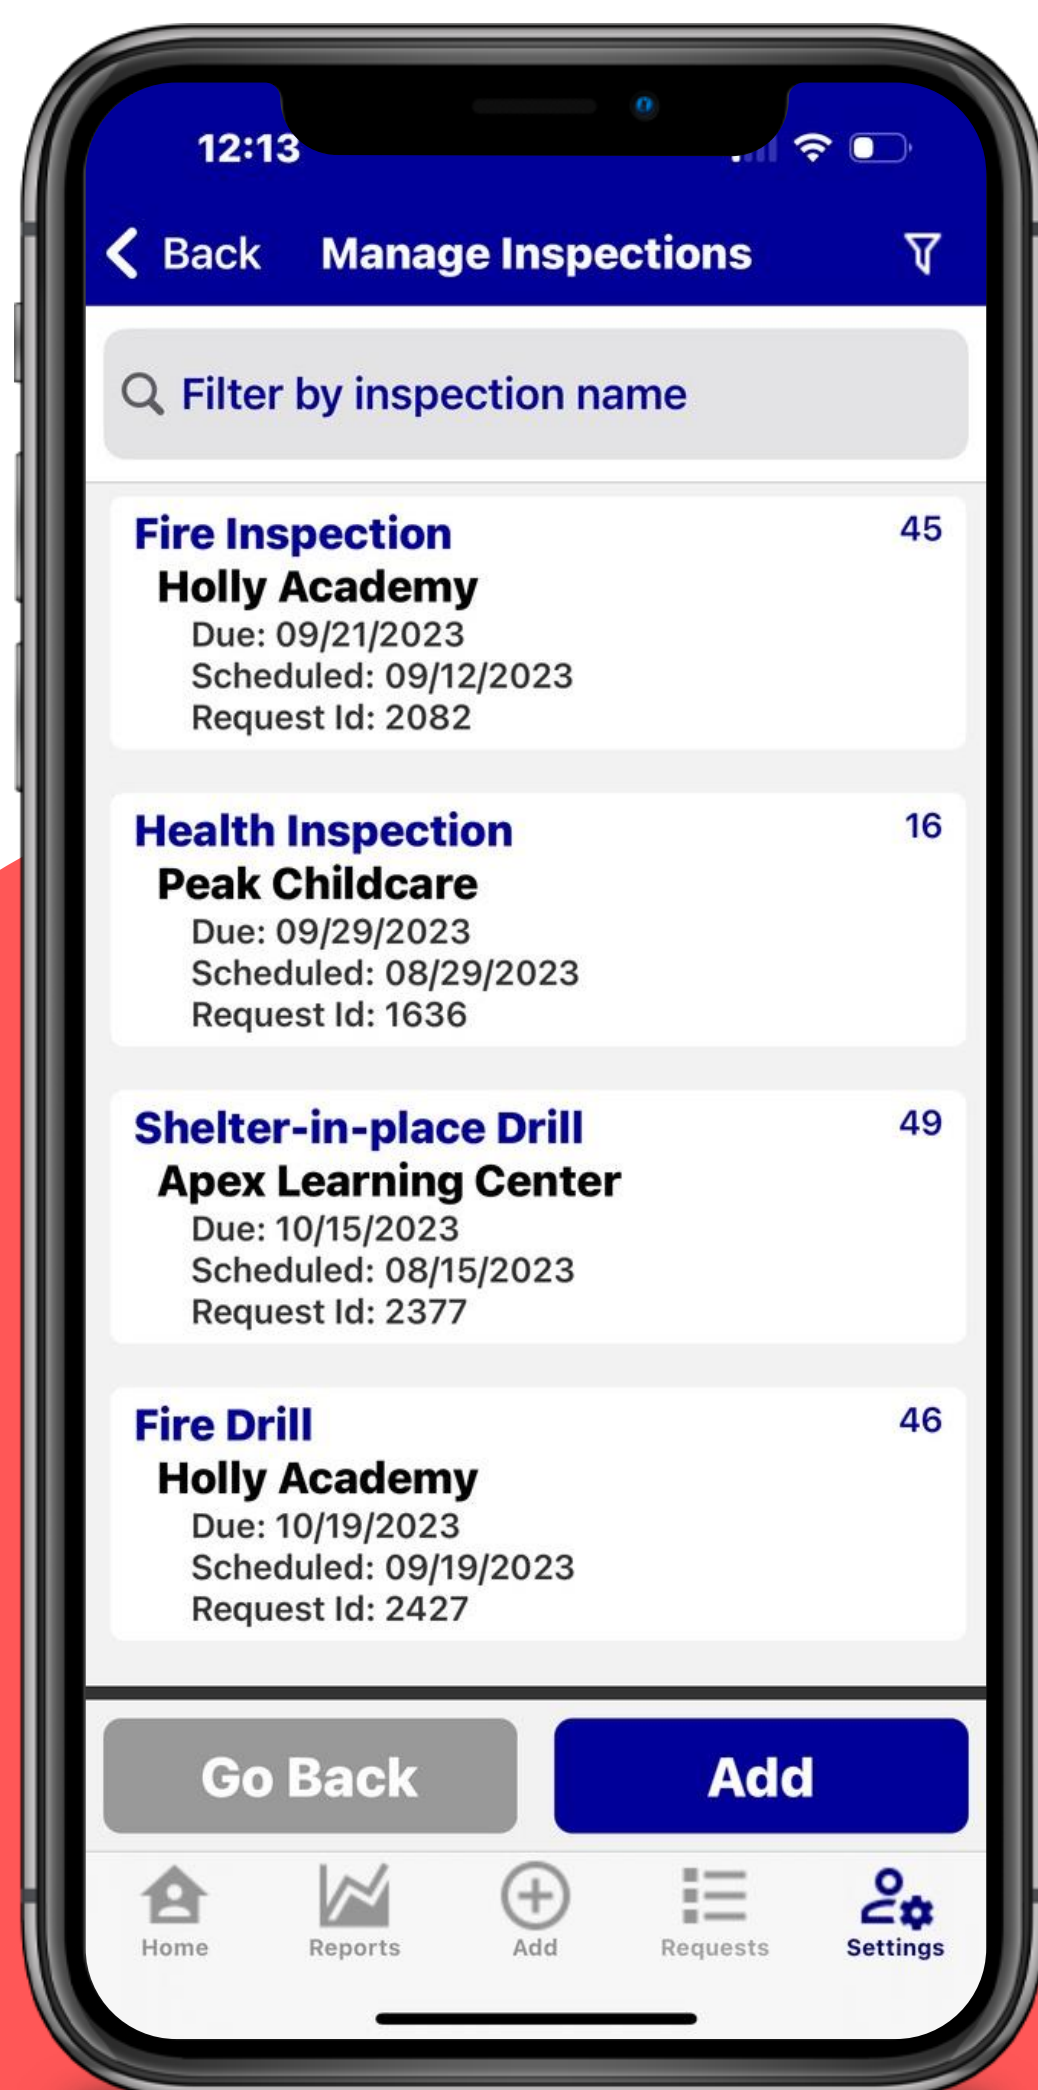 12:13
Back Manage Inspections
Filter by inspection name
Fire Inspection 45
Holly Academy
Due: 09/21/2023
Scheduled: 09/12/2023
Request Id: 2082
Health Inspection 16
Peak Childcare
Due: 09/29/2023
Scheduled: 08/29/2023
Request Id: 1636
Shelter-in-place Drill 49
Apex Learning Center
Due: 10/15/2023
Scheduled: 08/15/2023
Request Id: 2377
Fire Drill 46
Holly Academy
Due: 10/19/2023
Scheduled: 09/19/2023
Request Id: 2427
Go Back Add
Home Reports Add Requests Settings